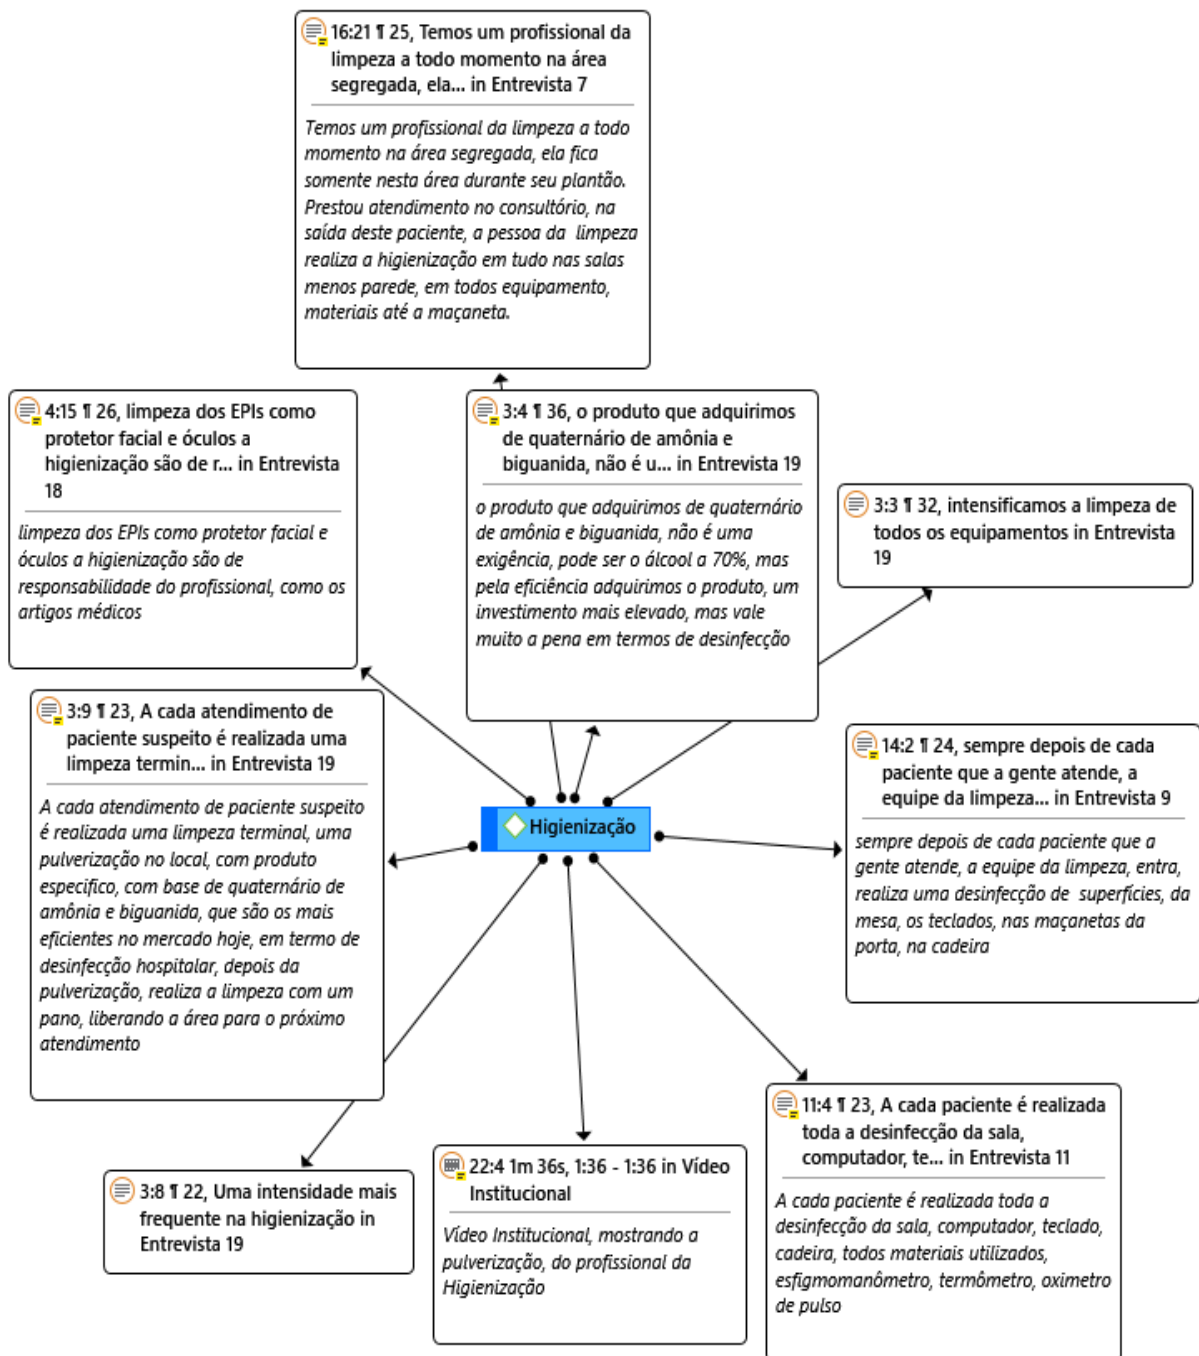 16:21 ¶ 25, Temos um profissional da
limpeza a todo momento na área
segregada, ela... in Entrevista 7
Temos um profissional da limpeza a todo
momento na área segregada, ela fica
somente nesta área durante seu plantão.
Prestou atendimento no consultório, na
saída deste paciente, a pessoa da limpeza
realiza a higienização em tudo nas salas
menos parede, em todos equipamento,
materiais até a maçaneta.
4:15 ¶ 26, limpeza dos EPIs como
protetor facial e óculos a
higienização são de r... in Entrevista
18
limpeza dos EPIs como protetor facial e
óculos a higienização são de
responsabilidade do profissional, como os
artigos médicos
3:4 ¶ 36, o produto que adquirimos
de quaternário de amônia e
biguanida, não é u... in Entrevista 19
o produto que adquirimos de quaternário
de amônia e biguanida, não é uma
exigência, pode ser o álcool a 70%, mas
pela eficiência adquirimos o produto, um
investimento mais elevado, mas vale
muito a pena em termos de desinfecção
3:3 ¶ 32, intensificamos a limpeza de
todos os equipamentos in Entrevista
19
3:9 ¶ 23, A cada atendimento de
paciente suspeito é realizada uma
limpeza termin... in Entrevista 19
A cada atendimento de paciente suspeito
é realizada uma limpeza terminal, uma
pulverização no local, com produto
especifico, com base de quaternário de
amônia e biguanida, que são os mais
eficientes no mercado hoje, em termo de
desinfecção hospitalar, depois da
pulverização, realiza a limpeza com um
pano, liberando a área para o próximo
atendimento
Higienização
14:2 ¶ 24, sempre depois de cada
paciente que a gente atende, a
equipe da limpeza... in Entrevista 9
sempre depois de cada paciente que a
gente atende, a equipe da limpeza, entra,
realiza uma desinfecção de superfícies, da
mesa, os teclados, nas maçanetas da
porta, na cadeira
3:8 ¶ 22, Uma intensidade mais
frequente na higienização in
Entrevista 19
22:4 1m 36s, 1:36 - 1:36 in Vídeo
Institucional
Vídeo Institucional, mostrando a
pulverização, do profissional da
Higienização
11:4 ¶ 23, A cada paciente é realizada
toda a desinfecção da sala,
computador, te... in Entrevista 11
A cada paciente é realizada toda a
desinfecção da sala, computador, teclado,
cadeira, todos materiais utilizados,
esfigmomanômetro, termômetro, oximetro
de pulso